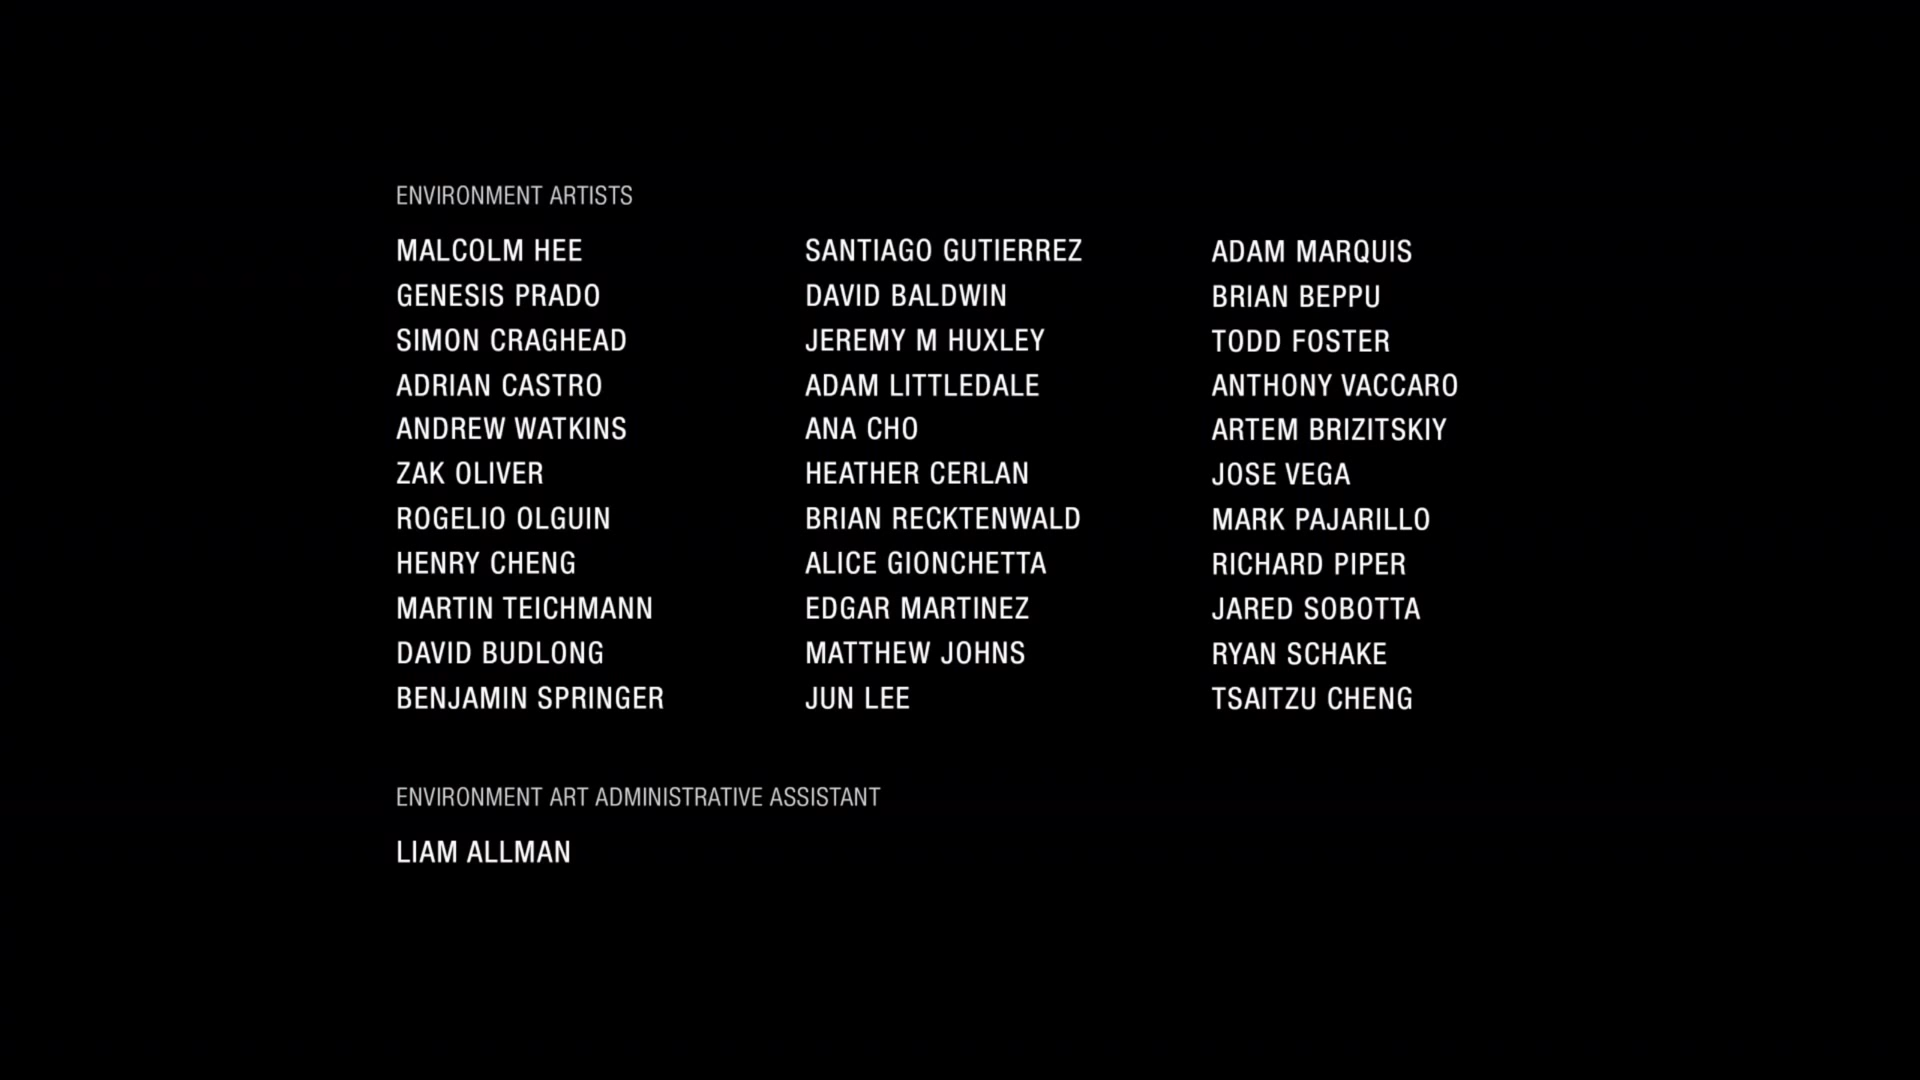 ENVIRONMENT ARTISTS
MALCOLM HEE
GENESIS PRADO
SIMON CRAGHEAD
ADRIAN CASTRO
ANDREW WATKINS
ZAK OLIVER
ROGELIO OLGUIN
HENRY CHENG
MARTIN TEICHMANN
DAVID BUDLONG
BENJAMIN SPRINGER
SANTIAGO GUTIERREZ
DAVID BALDWIN
JEREMY M HUXLEY
ADAM LITTLEDALE
ANA CHO
HEATHER CERLAN
BRIAN RECKTENWALD
ALICE GIONCHETTA
EDGAR MARTINEZ
MATTHEW JOHNS
JUN LEE
ADAM MARQUIS
BRIAN BEPPU
TODD FOSTER
ANTHONY VACCARO
ARTEM BRIZITSKIY
JOSE VEGA
MARK PAJARILLO
RICHARD PIPER
JARED SOBOTTA
RYAN SCHAKE
TSAITZU CHENG
ENVIRONMENT ART ADMINISTRATIVE ASSISTANT
LIAM ALLMAN